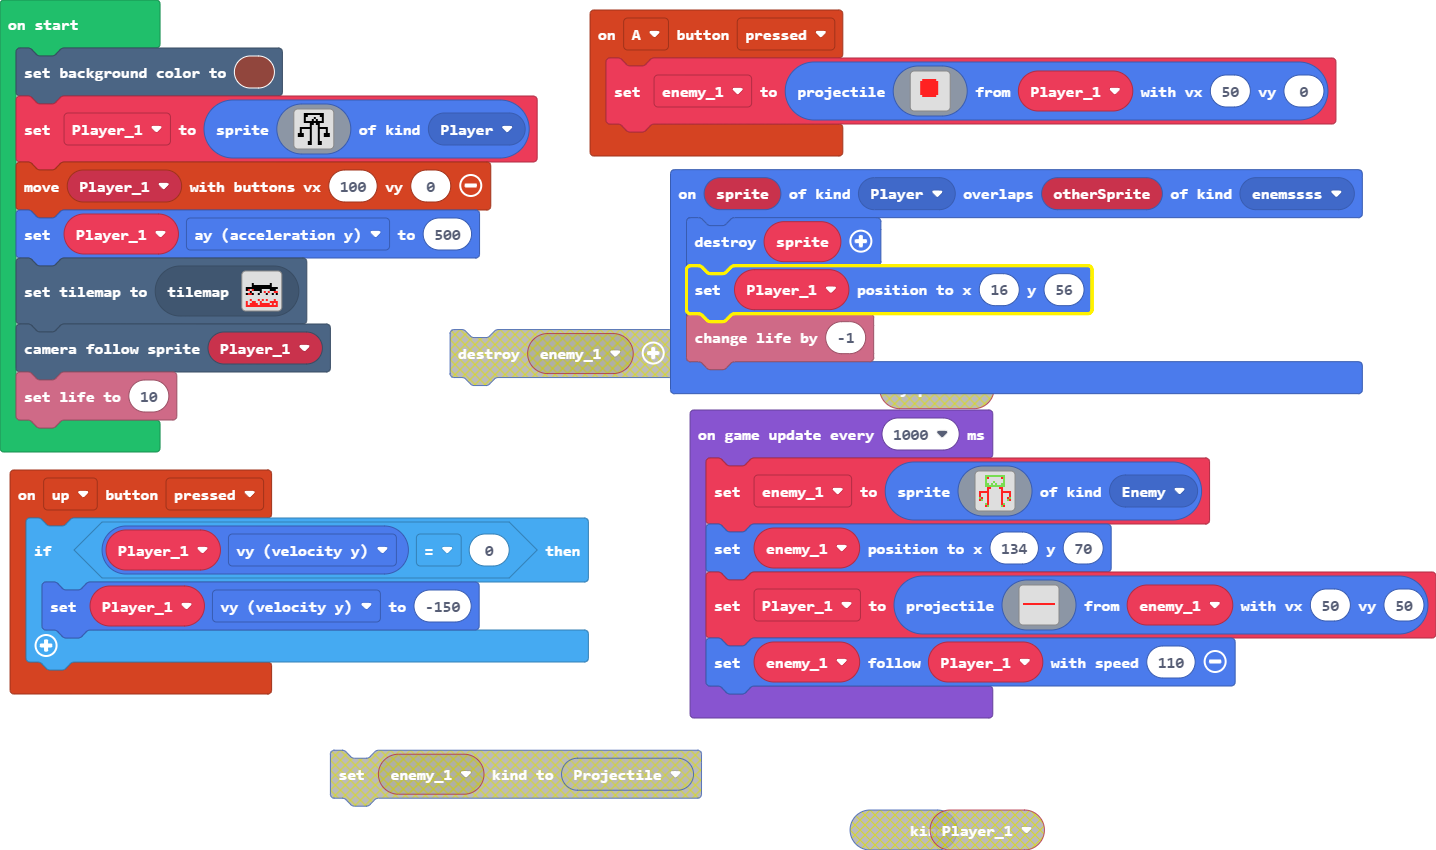 on start
set background color to
set Player_1 to sprite of kind Player
move Player_1 with buttons vx 100 vy 0
set Player_1 ay (acceleration y) to 500
set tilemap to tilemap
camera follow sprite Player_1
set life to 10
on A button pressed
set enemy_1 to projectile from Player_1 with vx 50 vy 0
on sprite of kind Player overlaps otherSprite of kind enemssss
destroy sprite
set Player_1 position to x 16 y 56
change life by -1
destroy enemy_1
on game update every 1000 ms
set enemy_1 to sprite of kind Enemy
set enemy_1 position to x 134 y 70
set Player_1 to projectile from enemy_1 with vx 50 vy 50
set enemy_1 follow Player_1 with speed 110
on up button pressed
if Player_1 vy (velocity y) = 0 then
set Player_1 vy (velocity y) to -150
set enemy_1 kind to Projectile
Player_1